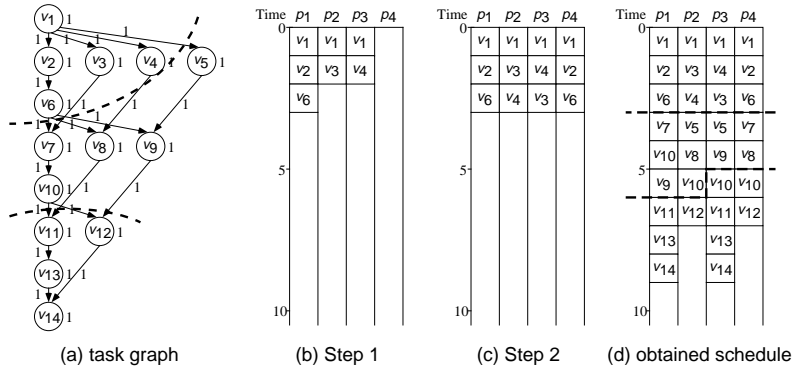 v1 1
1 1 1 1
v2 1 v3 1 v4 1 v5 1
1
v6 1 1 1 1
1 1 1
v7 1 v8 1 v9 1
1
v10 1 1 1
1 1 1
v11 1 v12 1
1
v13 1 1
1
v14 1
(a) task graph
Time p1 p2 p3 p4
0
v1 v1 v1
v2 v3 v4
v6
5
10
(b) Step 1
Time p1 p2 p3 p4
0
v1 v1 v1 v1
v2 v3 v4 v2
v6 v4 v3 v6
5
10
(c) Step 2
Time p1 p2 p3 p4
0
v1 v1 v1 v1
v2 v3 v4 v2
v6 v4 v3 v6
v7 v5 v5 v7
v10 v8 v9 v8
5
v9 v10 v10 v10
v11 v12 v11 v12
v13 v13
v14 v14
10
(d) obtained schedule